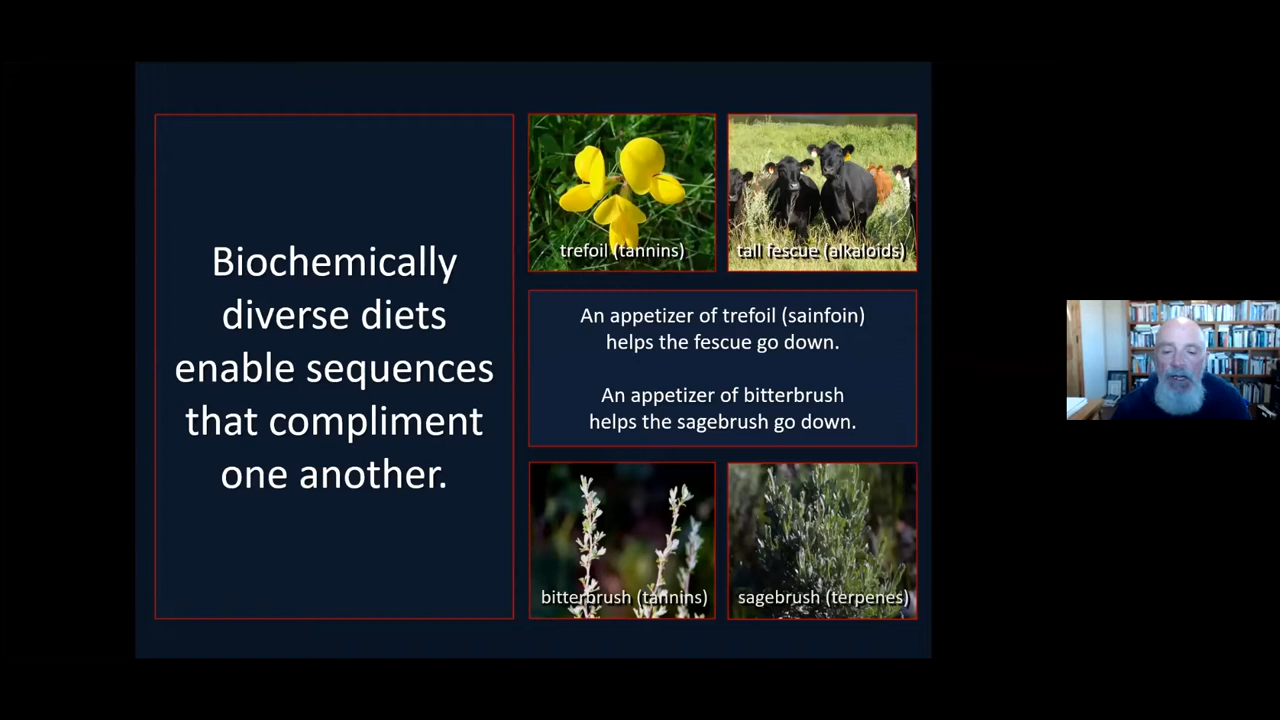 Biochemically
diverse diets
enable sequences
that compliment
one another.
trefoil (tannins)
tall fescue (alkaloids)
An appetizer of trefoil (sainfoin)
helps the fescue go down.
An appetizer of bitterbrush
helps the sagebrush go down.
bitterbrush (tannins)
sagebrush (terpenes)